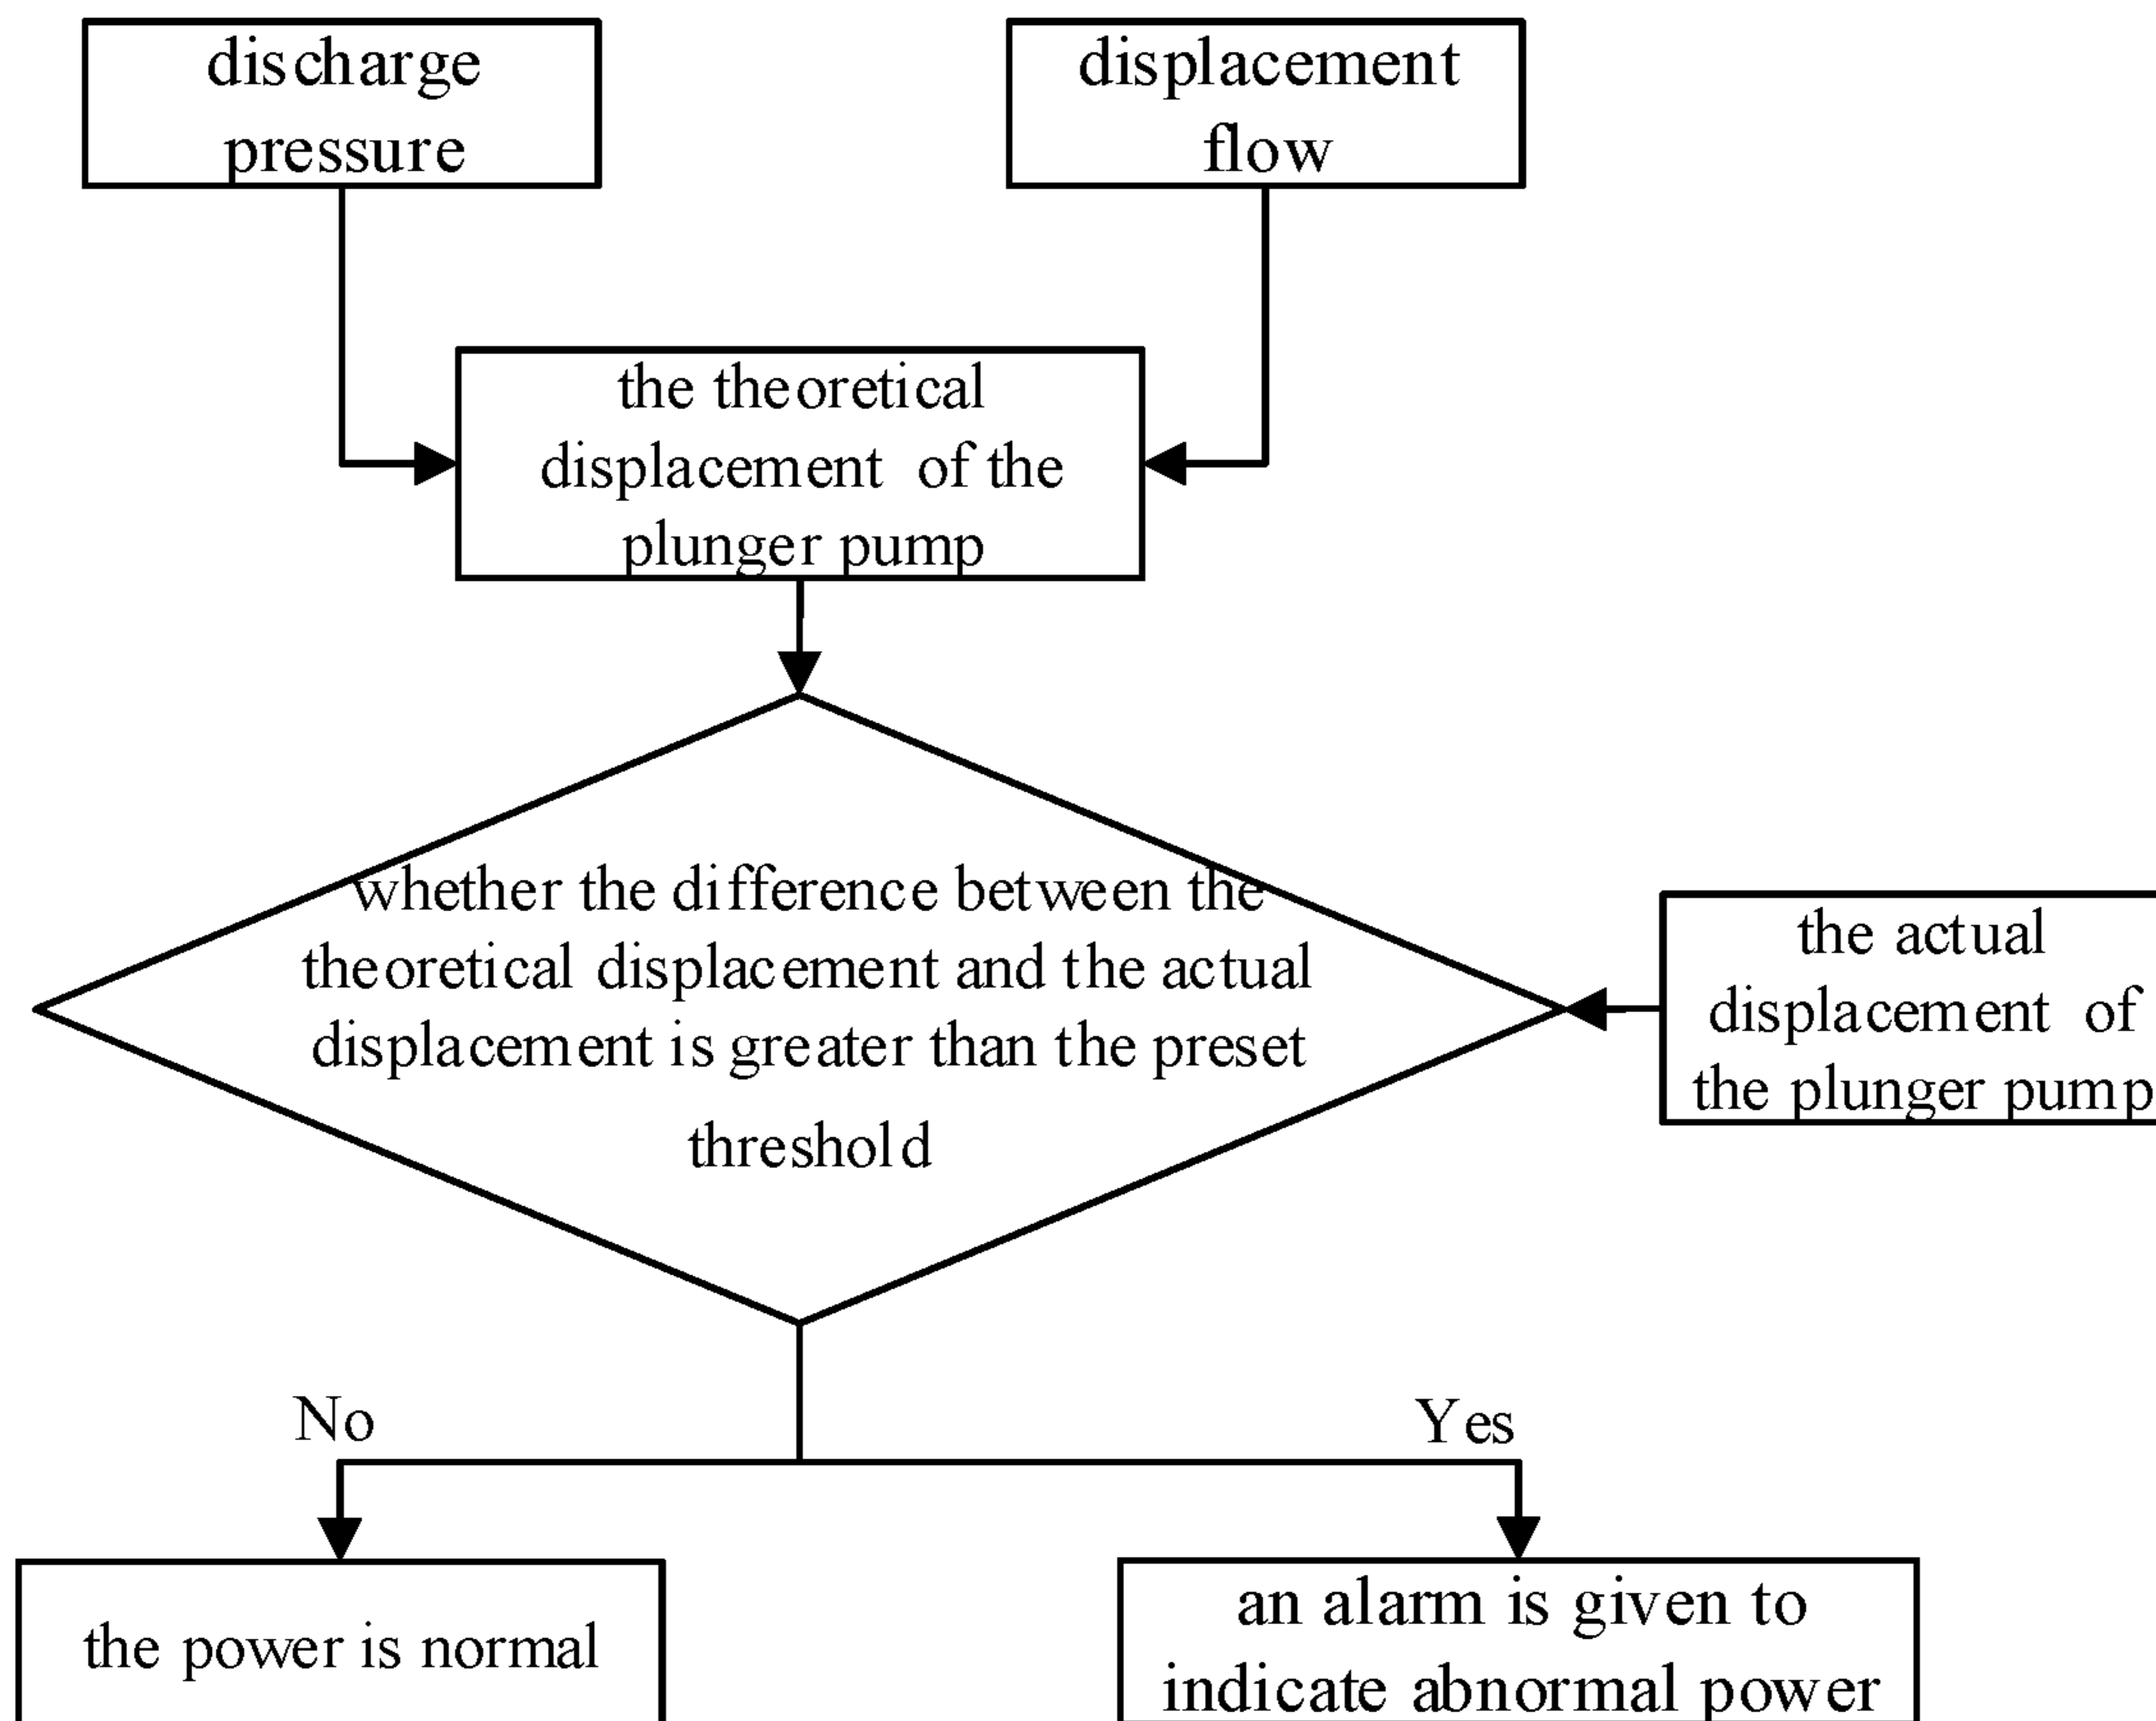 discharge
pressure
displacement
flow
the theoretical
displacement of the
plunger pump
whether the difference between the
theoretical displacement and the actual
displacement is greater than the preset
threshold
the actual
displacement of
the plunger pump
No
Yes
the power is normal
an alarm is given to
indicate abnormal power